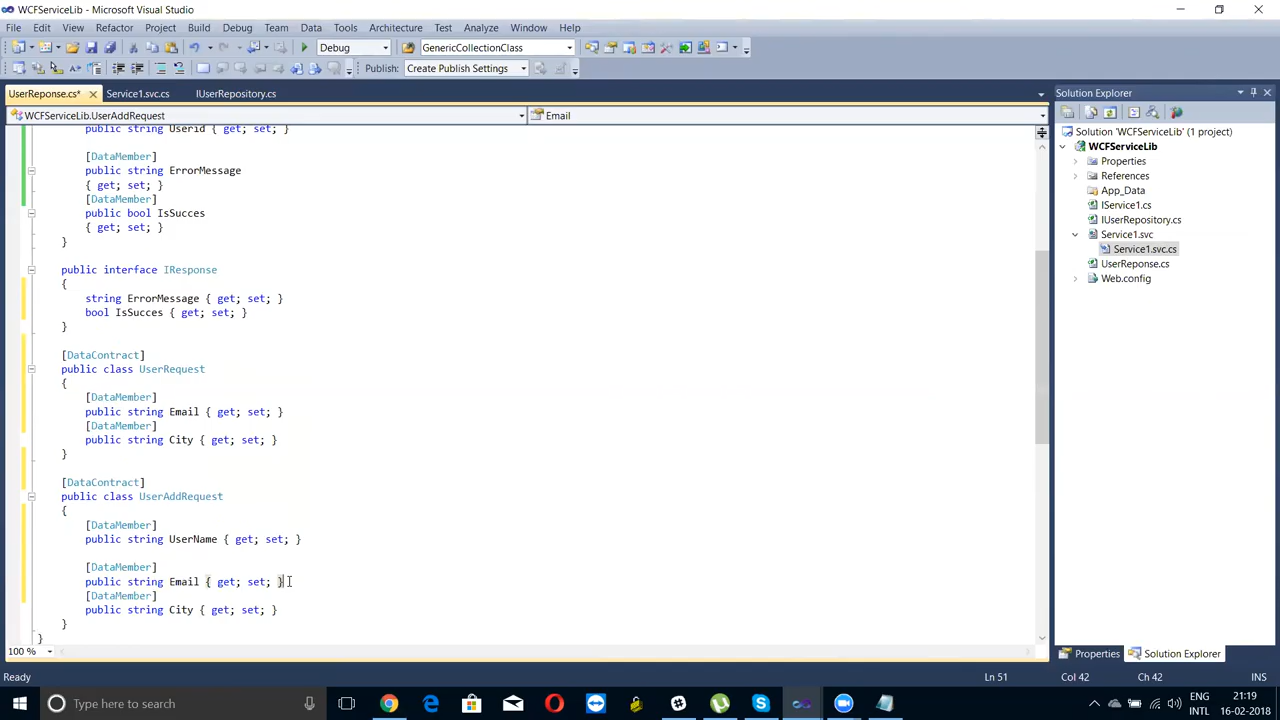 WCFServiceLib - Microsoft Visual Studio
File Edit View Refactor Project Build Debug Team Data Tools Architecture Test Analyze Window Help
Debug GenericCollectionClass
Publish: Create Publish Settings
UserReponse.cs* Service1.svc.cs IUserRepository.cs
WCFServiceLib.UserAddRequest Email
public string Userid { get; set; }
[DataMember]
public string ErrorMessage
{ get; set; }
[DataMember]
public bool IsSucces
{ get; set; }
}
public interface IResponse
{
string ErrorMessage { get; set; }
bool IsSucces { get; set; }
}
[DataContract]
public class UserRequest
{
[DataMember]
public string Email { get; set; }
[DataMember]
public string City { get; set; }
}
[DataContract]
public class UserAddRequest
{
[DataMember]
public string UserName { get; set; }
[DataMember]
public string Email { get; set; }
[DataMember]
public string City { get; set; }
}
}
100 %
Solution Explorer
Solution 'WCFServiceLib' (1 project)
WCFServiceLib
Properties
References
App_Data
IService1.cs
IUserRepository.cs
Service1.svc
Service1.svc.cs
UserReponse.cs
Web.config
Properties Solution Explorer
Ready Ln 51 Col 42 Ch 42 INS
Type here to search
ENG 21:19
INTL 16-02-2018